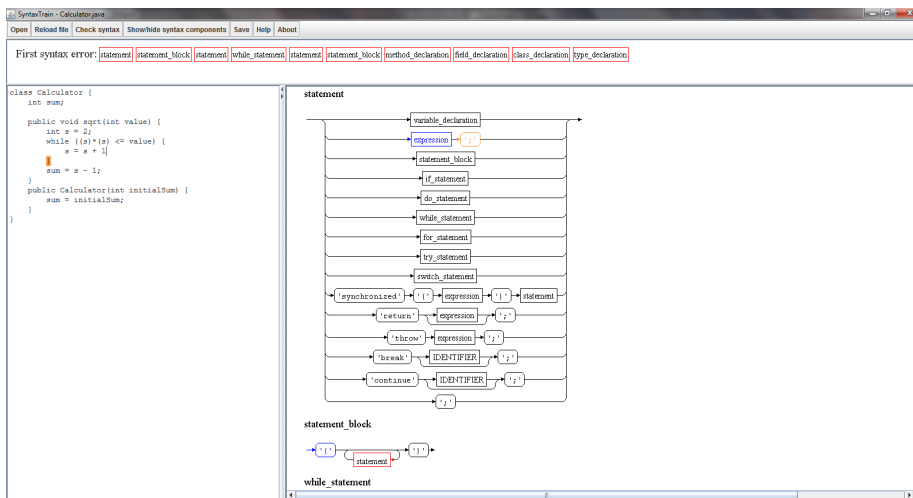 SyntaxTrain - Calculator.java
Open Reload file Check syntax Show/hide syntax components Save Help About
First syntax error: statement statement_block statement while_statement statement statement_block method_declaration field_declaration class_declaration type_declaration
class Calculator {
int sum;
public void sqrt(int value) {
int s = 2;
while ((s)*(s) <= value) {
s = s + 1
}
sum = s - 1;
}
public Calculator(int initialSum) {
sum = initialSum;
}
}
statement
variable_declaration
expression ';'
statement_block
if_statement
do_statement
while_statement
for_statement
try_statement
switch_statement
'synchronized' '(' expression ')' statement
'return' expression ';'
'throw' expression ';'
'break' IDENTIFIER ';'
'continue' IDENTIFIER ';'
';'
statement_block
'{' statement '}'
while_statement